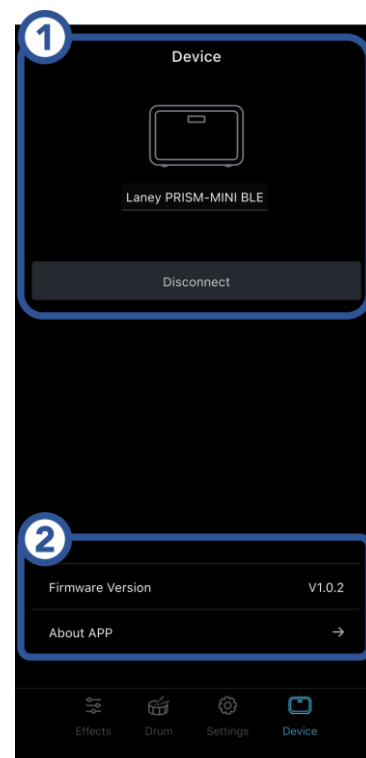 1
Device
Laney PRISM-MINI BLE
Disconnect
2
Firmware Version V1.0.2
About APP →
Effects Drum Settings Device